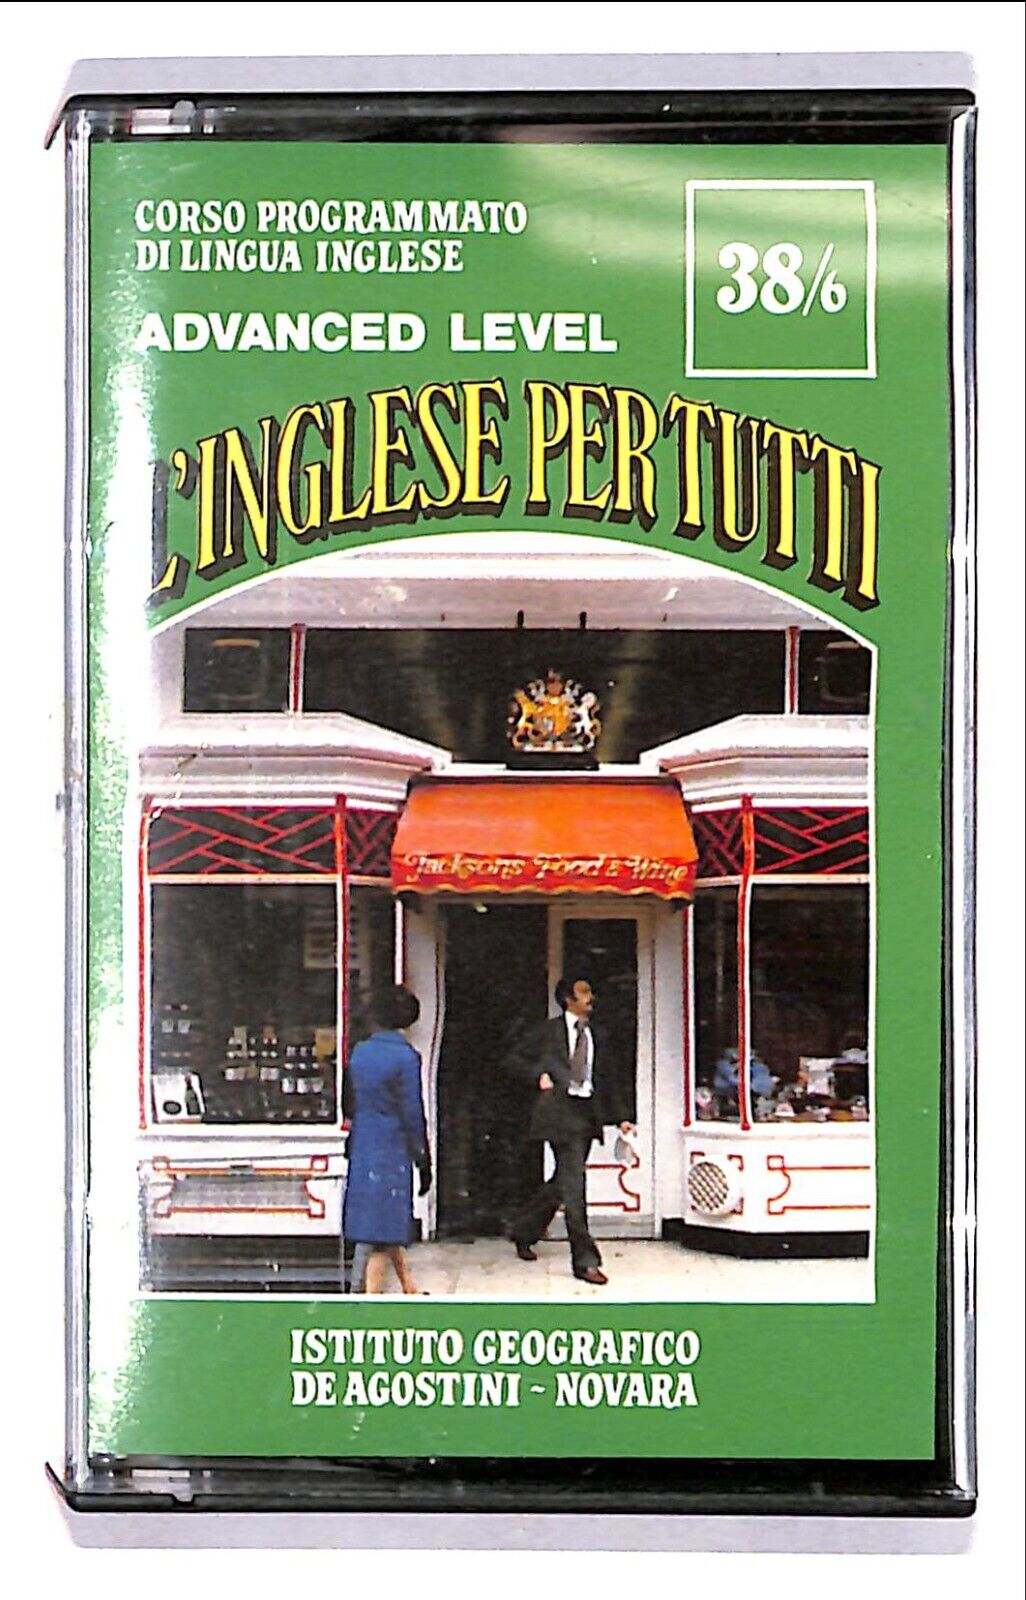 CORSO PROGRAMMATO
DI LINGUA INGLESE
38/6
ADVANCED LEVEL
L'INGLESE PER TUTTI
Jacksons Food & Wine
ISTITUTO GEOGRAFICO
DE AGOSTINI ~ NOVARA